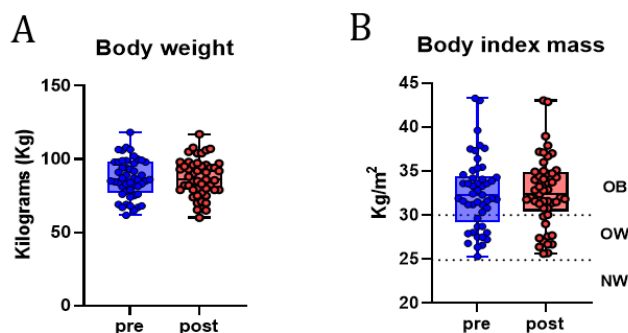 A
Body weight
Kilograms (Kg)
150
100
50
0
pre
post
B
Body index mass
Kg/m²
45
40
35
30
25
20
OB
OW
NW
pre
post